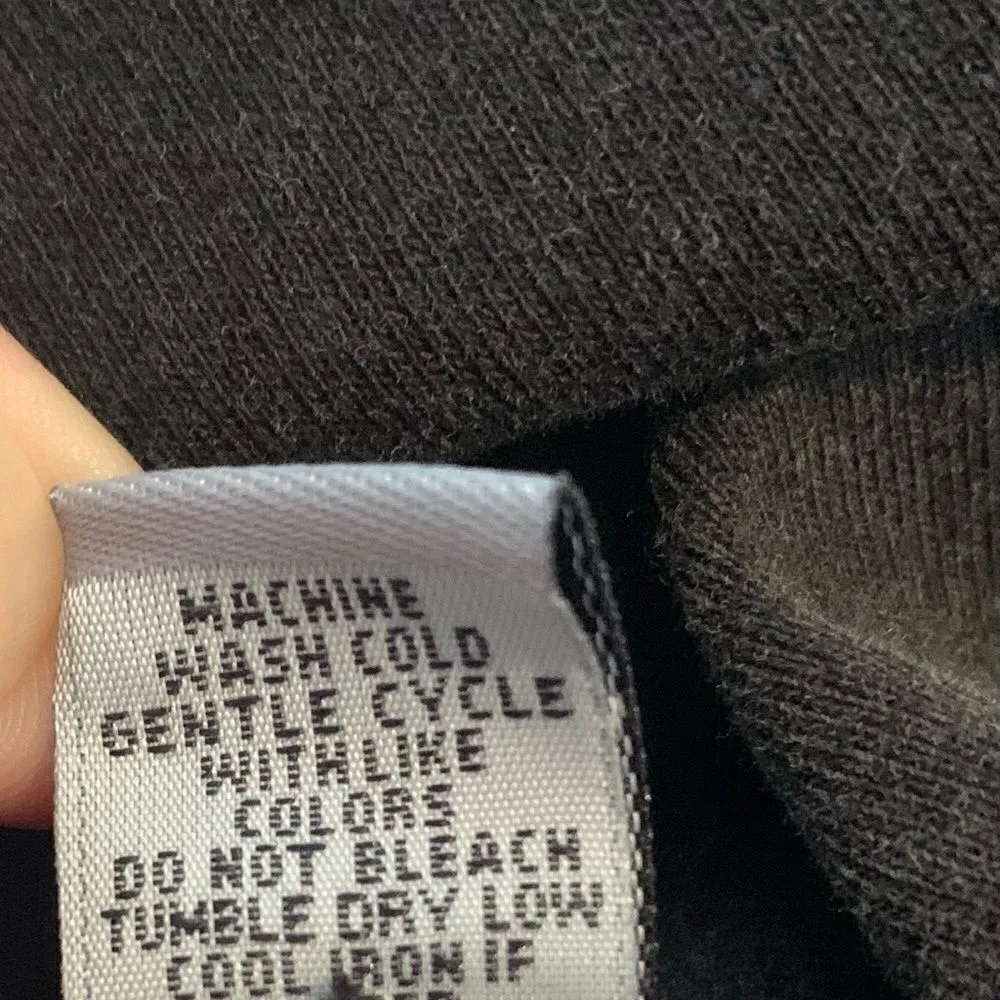 MACHINE
WASH COLD
GENTLE CYCLE
WITH LIKE
COLORS
DO NOT BLEACH
TUMBLE DRY LOW
COOL IRON IF